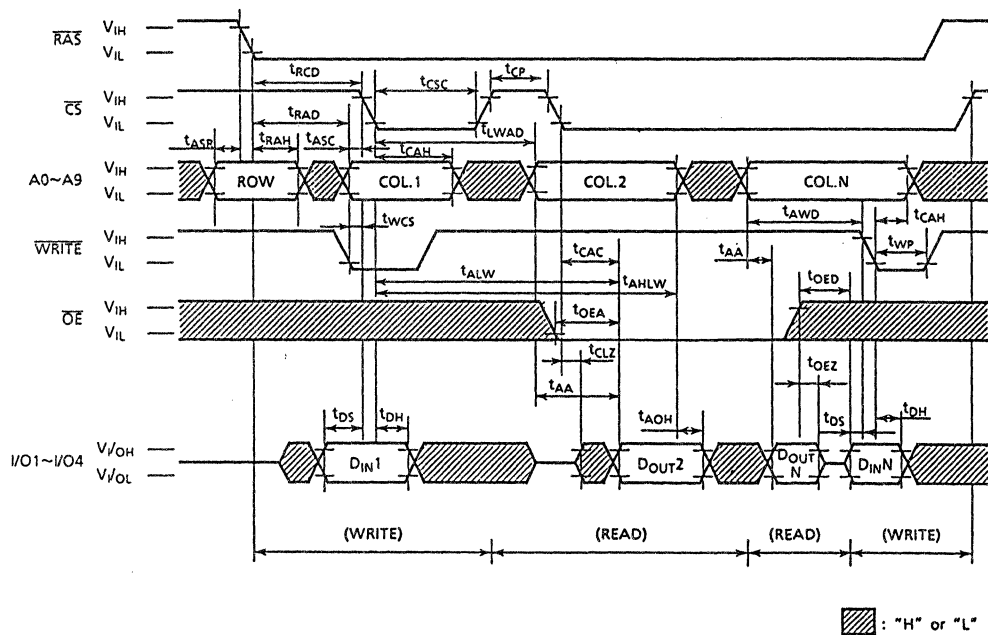 RAS VIH
VIL
tRCD tCSC tCP
CS VIH
VIL
tRAD tLWAD
tASR tRAH tASC tCAH
A0~A9 VIH
VIL
ROW COL.1 COL.2 COL.N
tWCS tAWD tCAH
WRITE VIH
VIL
tCAC tAA tWP
tALW tAHLW tOED
OE VIH
VIL
tOEA
tCLZ tOEZ
tAA
tDS tDH tAOH tDS tDH
I/O1~I/O4 VI/OH
VI/OL
DIN1 DOUT2 DOUT N DINN
(WRITE) (READ) (READ) (WRITE)
: "H" or "L"